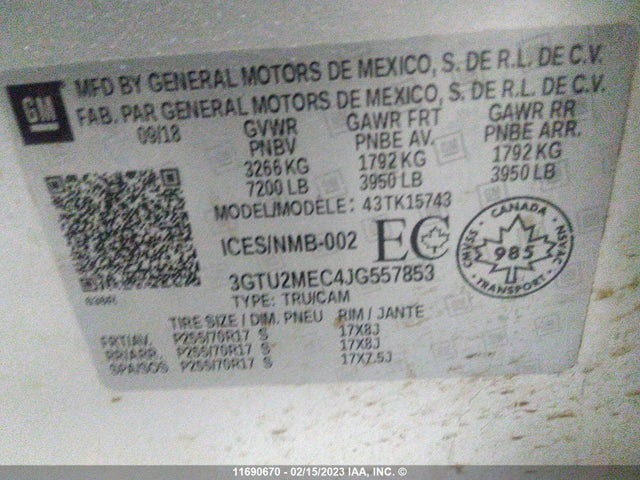 GM
MFD BY GENERAL MOTORS DE MEXICO, S. DE R.L. DE C.V.
FAB. PAR GENERAL MOTORS DE MEXICO, S. DE R.L. DE C.V.
09/18 GVWR GAWR FRT GAWR RR
PNBV PNBE AV. PNBE ARR.
3266 KG 1792 KG 1792 KG
7200 LB 3950 LB 3950 LB
MODEL/MODELE: 43TK15743
ICES/NMB-002 EC
CANADA
SSVMC NSVAC
985
TRANSPORT
3GTU2MEC4JG557853
TYPE: TRU/CAM
TIRE SIZE / DIM. PNEU RIM / JANTE
FRT/AV. P255/70R17 S 17X8J
RR/ARR. P255/70R17 S 17X8J
SPA/SOS P255/70R17 S 17X7.5J
11690670 - 02/15/2023 IAA, INC. ©